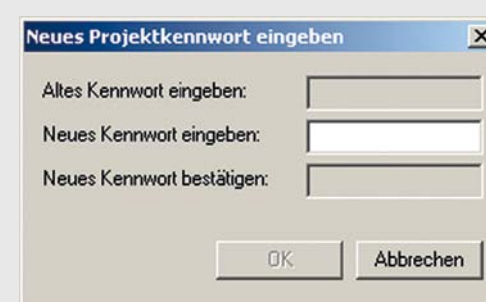 Neues Projektkennwort eingeben
Altes Kennwort eingeben:
Neues Kennwort eingeben:
Neues Kennwort bestätigen:
OK
Abbrechen